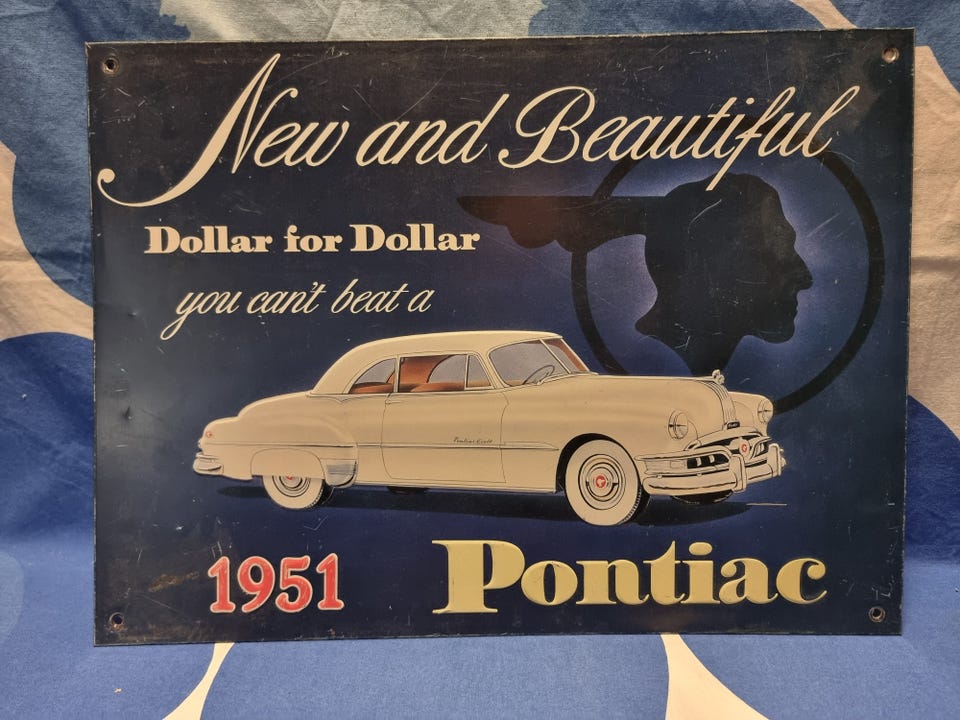 New and Beautiful
Dollar for Dollar
you can't beat a
1951 Pontiac